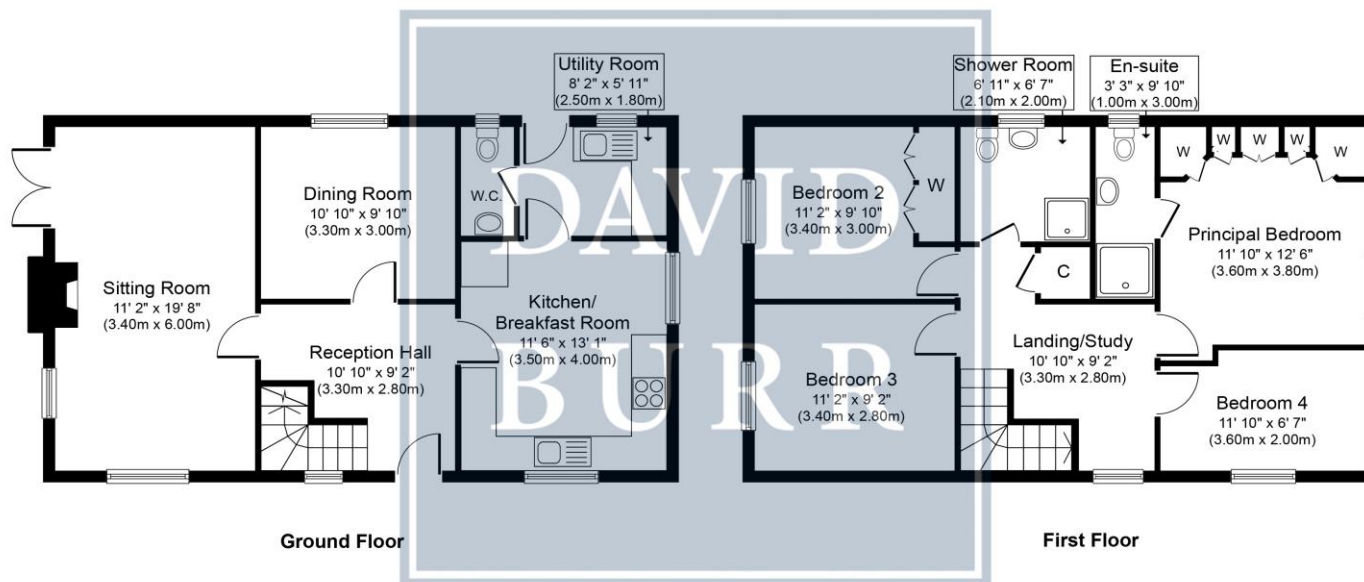 Utility Room
8' 2" x 5' 11"
(2.50m x 1.80m)
Dining Room
10' 10" x 9' 10"
(3.30m x 3.00m)
W.C.
Sitting Room
11' 2" x 19' 8"
(3.40m x 6.00m)
Kitchen/
Breakfast Room
11' 6" x 13' 1"
(3.50m x 4.00m)
Reception Hall
10' 10" x 9' 2"
(3.30m x 2.80m)
Ground Floor
DAVID
BURR
Shower Room
6' 11" x 6' 7"
(2.10m x 2.00m)
En-suite
3' 3" x 9' 10"
(1.00m x 3.00m)
W
W
W
W
W
Bedroom 2
11' 2" x 9' 10"
(3.40m x 3.00m)
W
Principal Bedroom
11' 10" x 12' 6"
(3.60m x 3.80m)
C
Landing/Study
10' 10" x 9' 2"
(3.30m x 2.80m)
Bedroom 3
11' 2" x 9' 2"
(3.40m x 2.80m)
Bedroom 4
11' 10" x 6' 7"
(3.60m x 2.00m)
First Floor